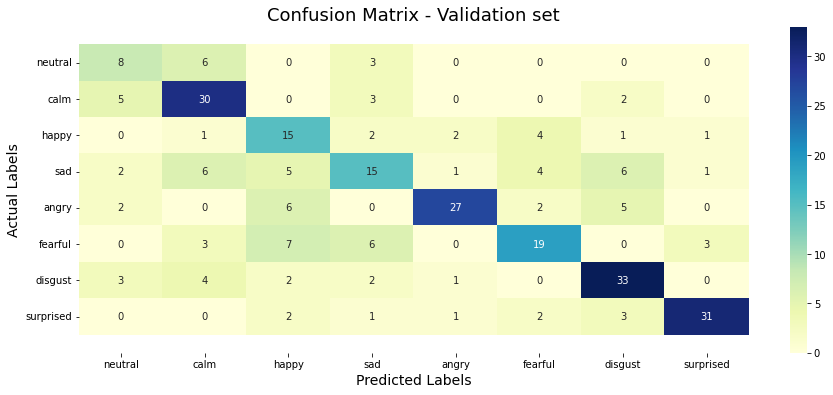 Confusion Matrix - Validation set
neutral 8 6 0 3 0 0 0 0
calm 5 30 0 3 0 0 2 0
happy 0 1 15 2 2 4 1 1
sad 2 6 5 15 1 4 6 1
angry 2 0 6 0 27 2 5 0
fearful 0 3 7 6 0 19 0 3
disgust 3 4 2 2 1 0 33 0
surprised 0 0 2 1 1 2 3 31
neutral calm happy sad angry fearful disgust surprised
Predicted Labels
Actual Labels
30
25
20
15
10
5
0